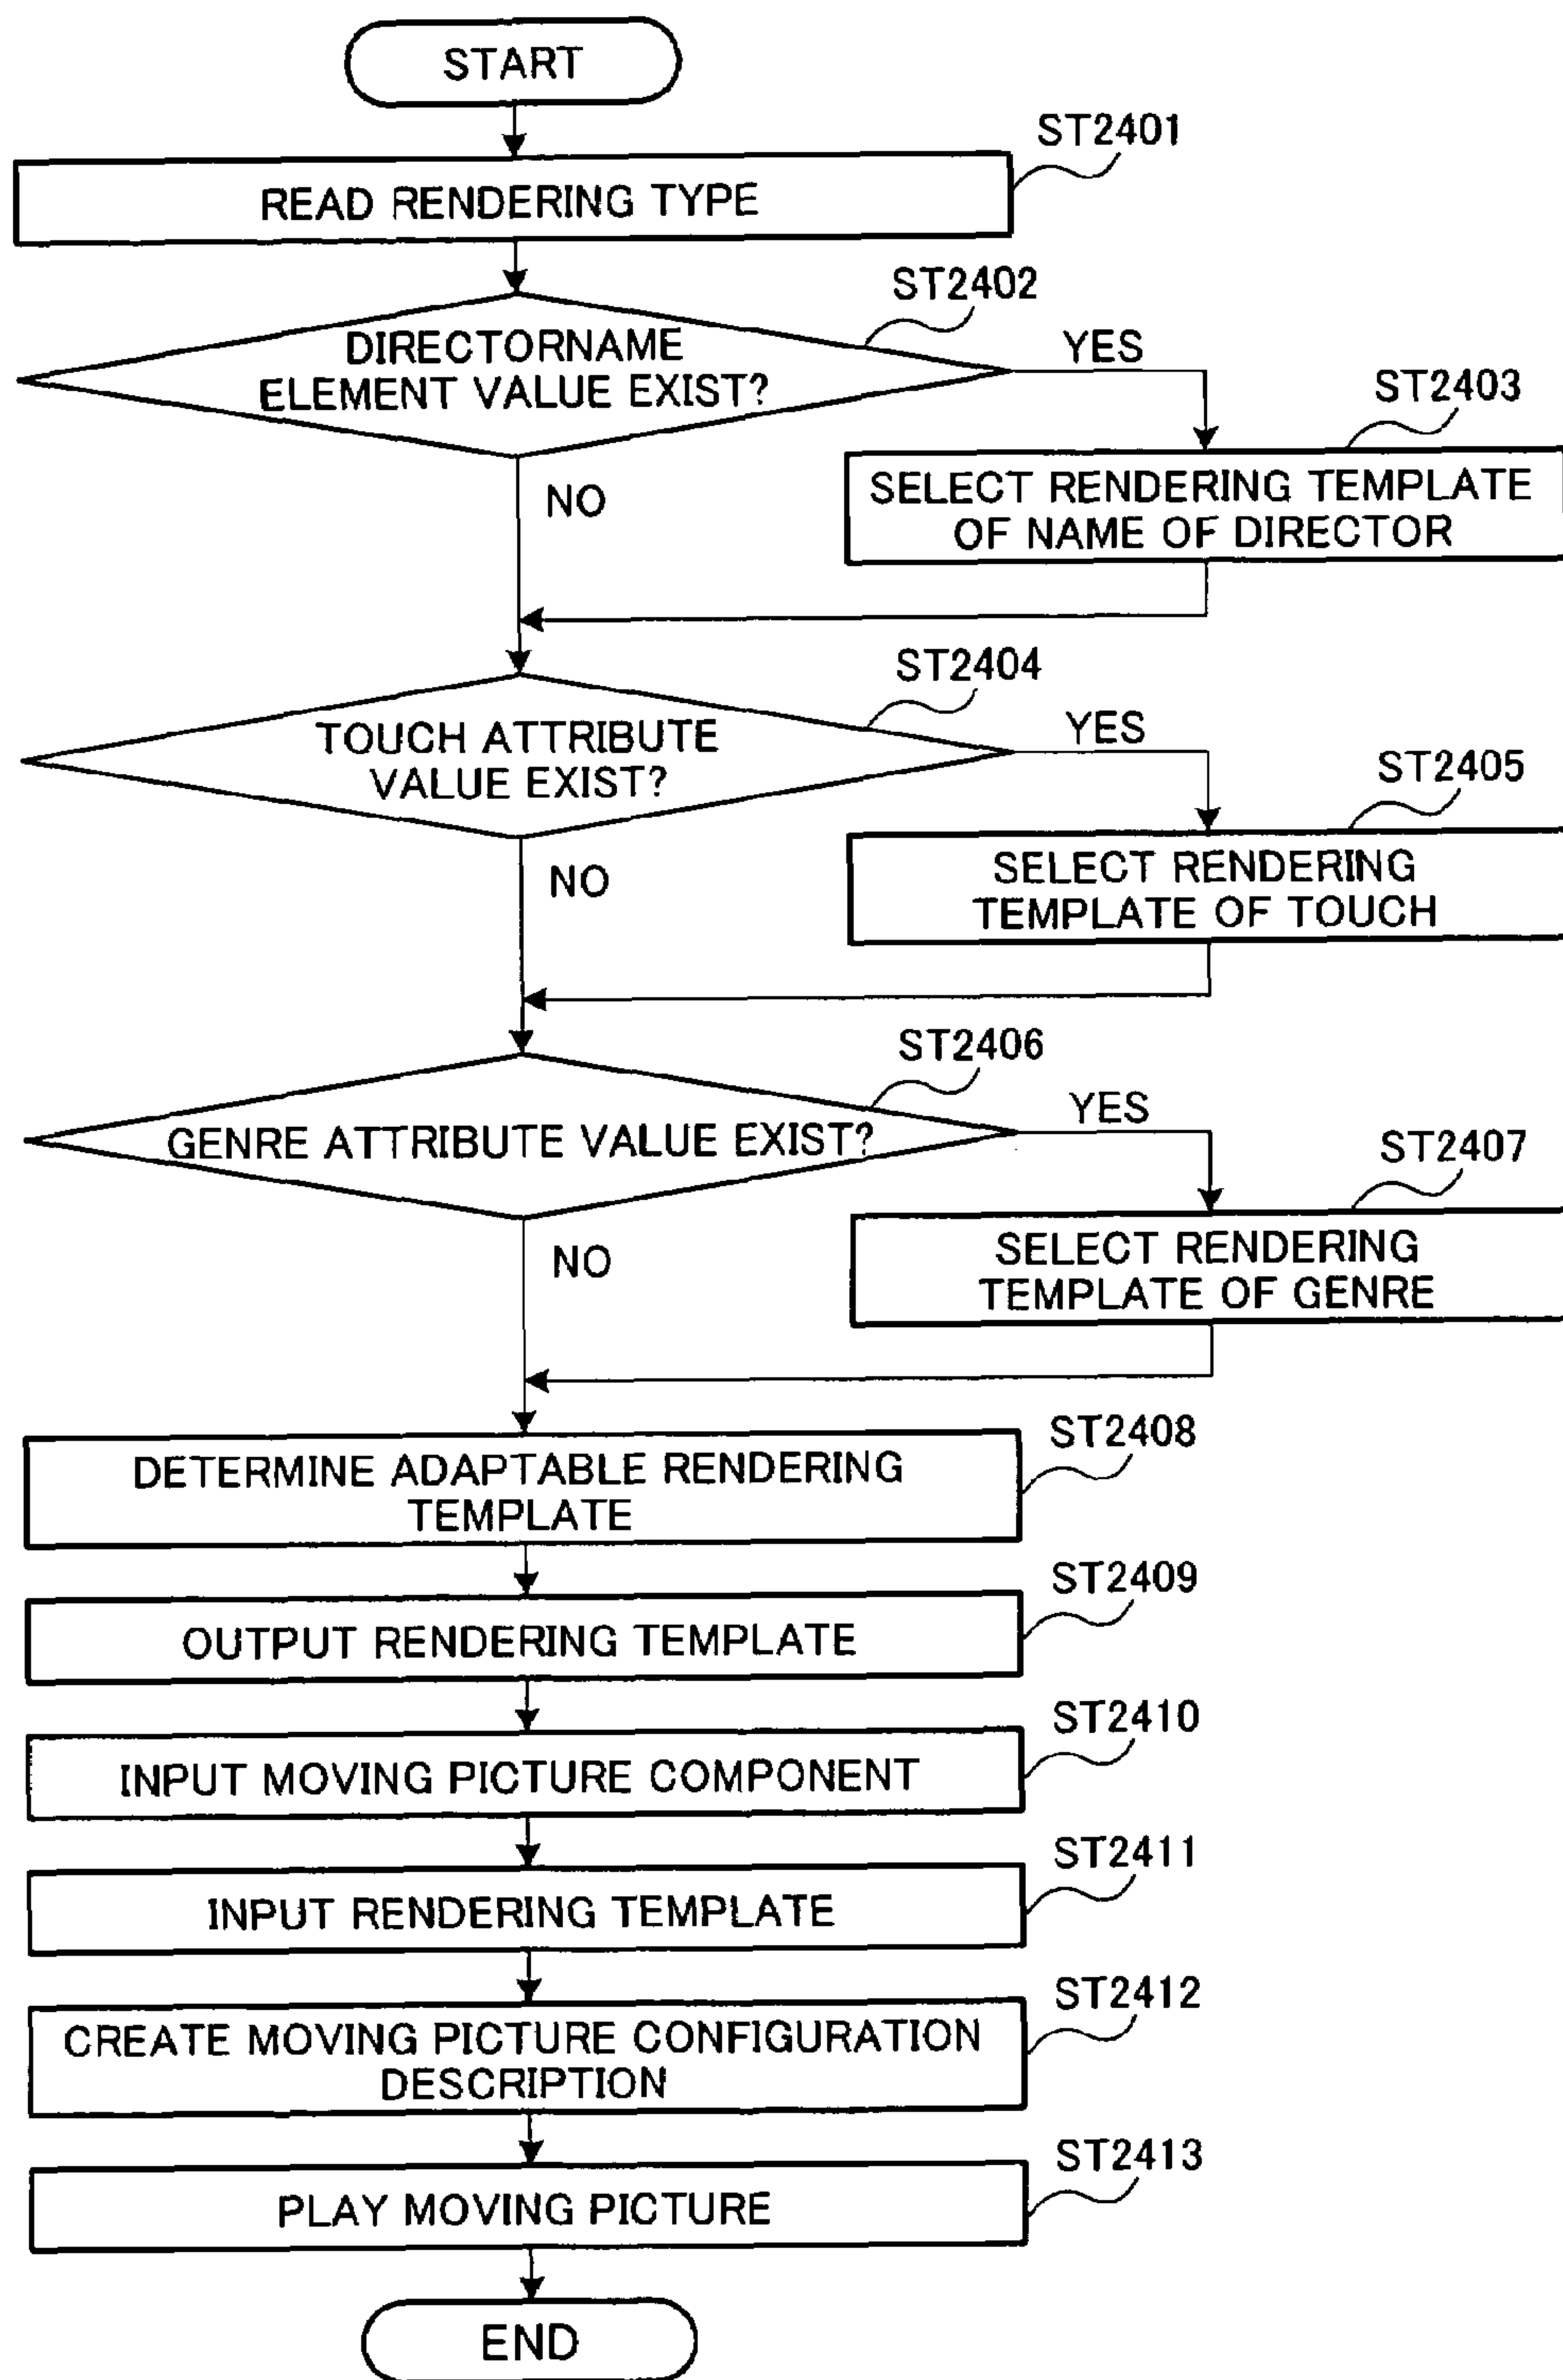 START
ST2401
READ RENDERING TYPE
ST2402
DIRECTORNAME
ELEMENT VALUE EXIST?
YES
NO
ST2403
SELECT RENDERING TEMPLATE
OF NAME OF DIRECTOR
ST2404
TOUCH ATTRIBUTE
VALUE EXIST?
YES
NO
ST2405
SELECT RENDERING
TEMPLATE OF TOUCH
ST2406
GENRE ATTRIBUTE VALUE EXIST?
YES
NO
ST2407
SELECT RENDERING
TEMPLATE OF GENRE
ST2408
DETERMINE ADAPTABLE RENDERING
TEMPLATE
ST2409
OUTPUT RENDERING TEMPLATE
ST2410
INPUT MOVING PICTURE COMPONENT
ST2411
INPUT RENDERING TEMPLATE
ST2412
CREATE MOVING PICTURE CONFIGURATION
DESCRIPTION
ST2413
PLAY MOVING PICTURE
END